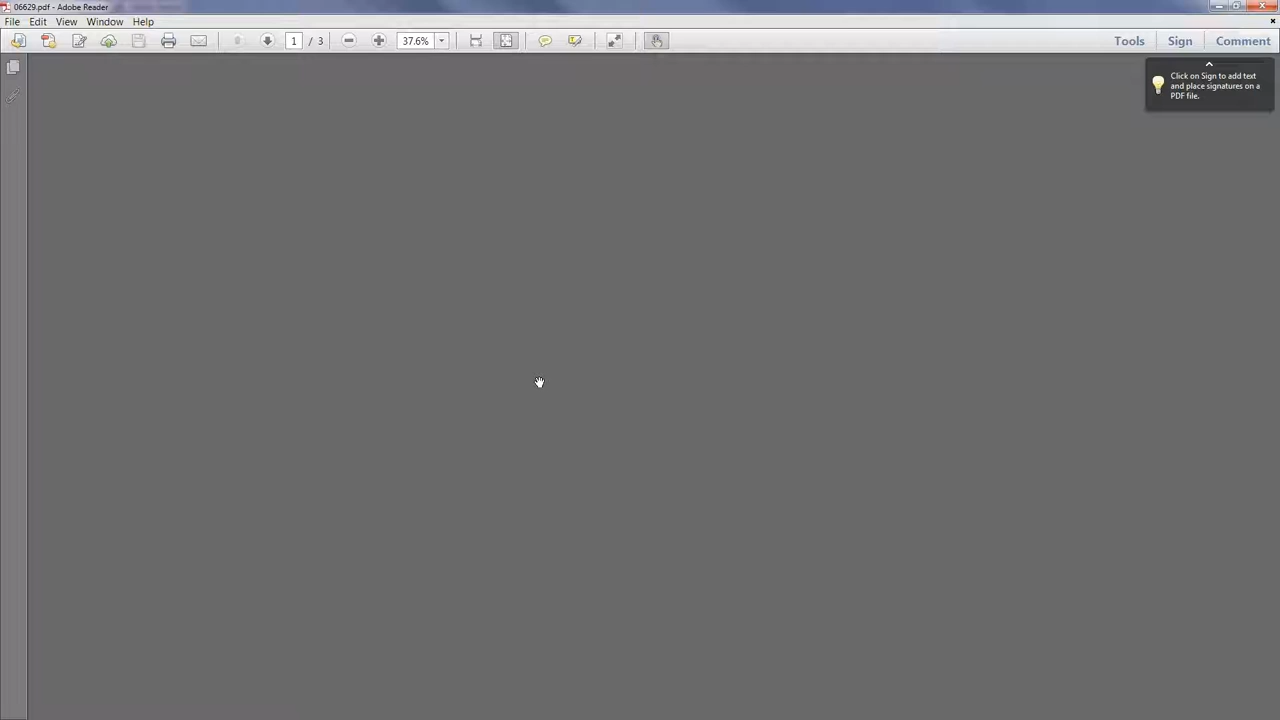 06629.pdf - Adobe Reader
File Edit View Window Help
1 / 3 37.6% Tools Sign Comment
Click on Sign to add text
and place signatures on a
PDF file.